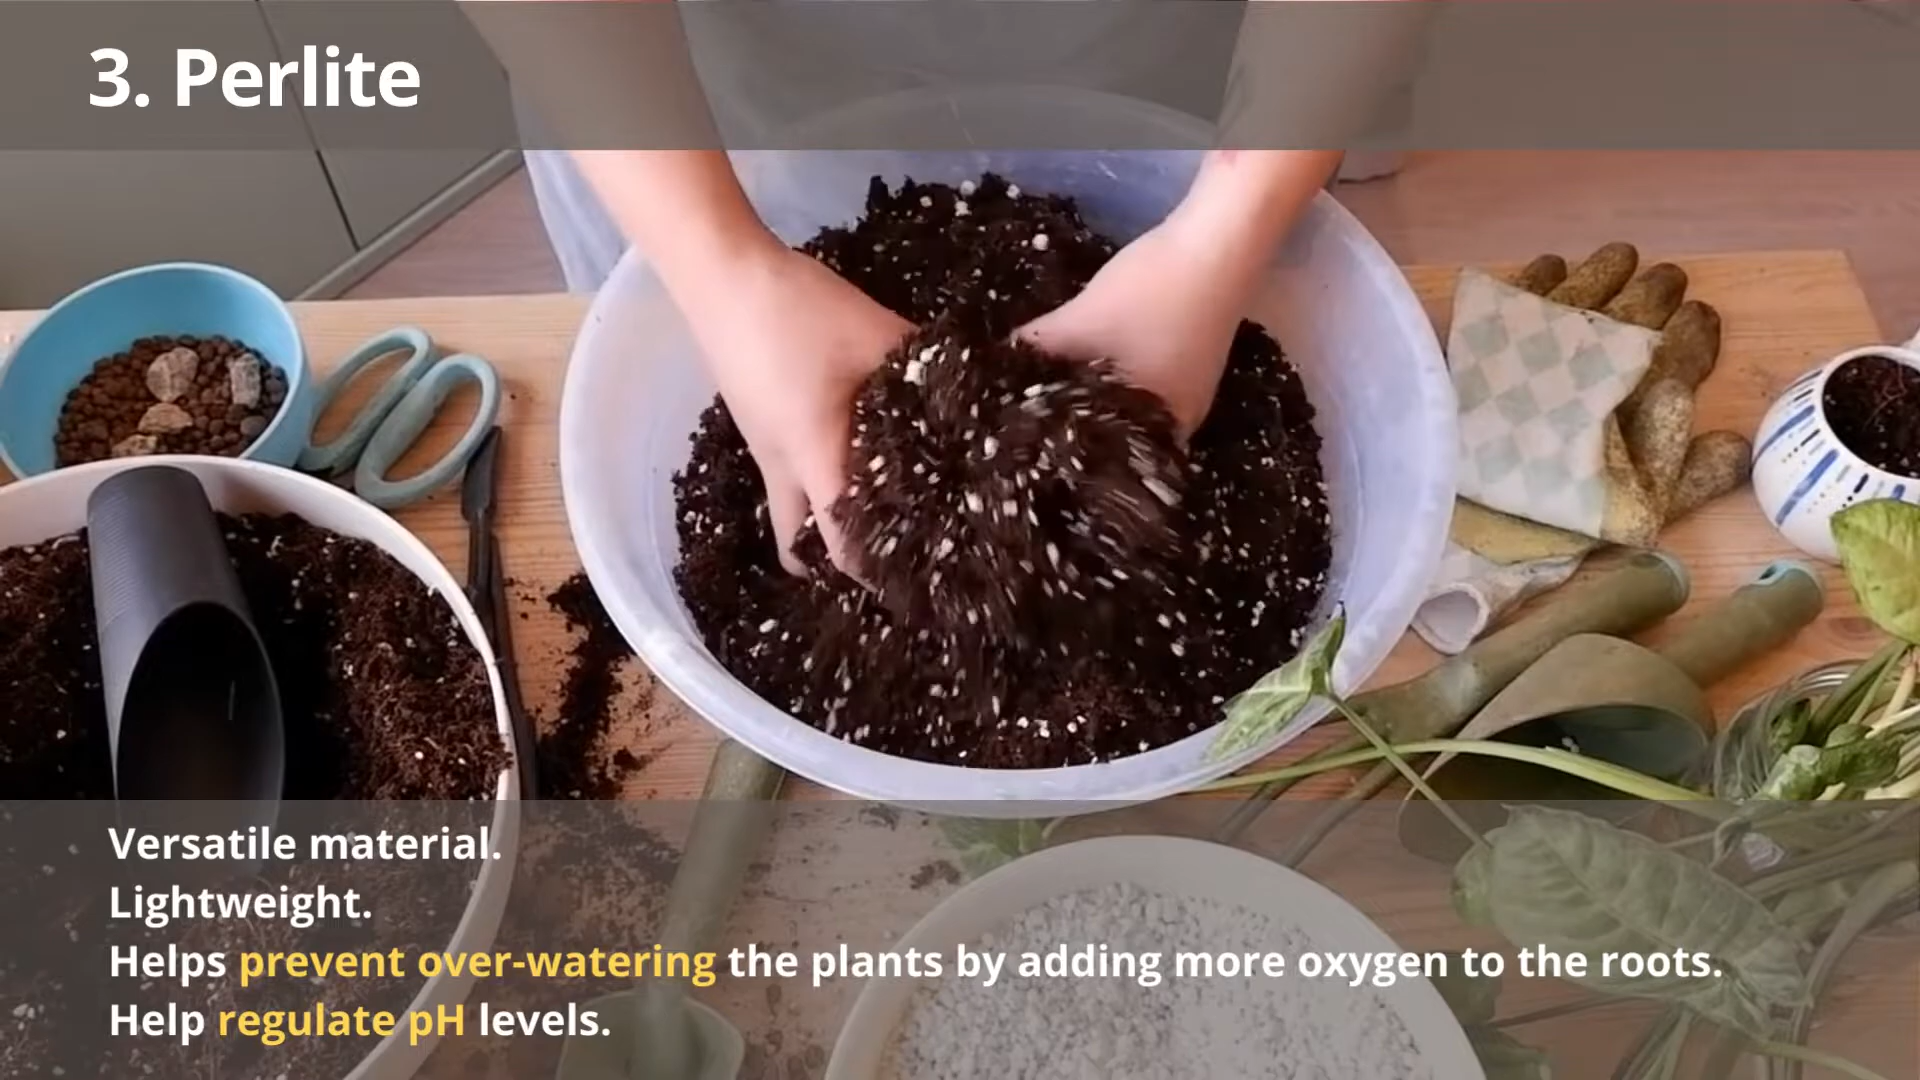 3. Perlite
Versatile material.
Lightweight.
Helps prevent over-watering the plants by adding more oxygen to the roots.
Help regulate pH levels.